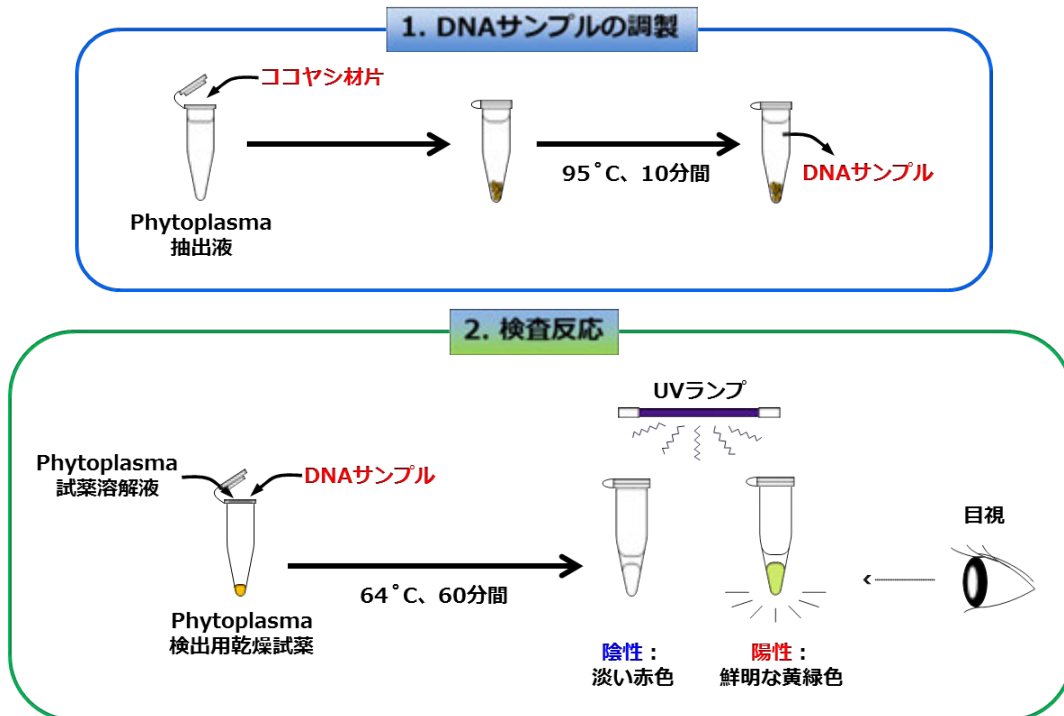 1. DNAサンプルの調製
ココヤシ材片
95˚C、10分間
DNAサンプル
Phytoplasma
抽出液
2. 検査反応
UVランプ
Phytoplasma
試薬溶解液
DNAサンプル
目視
64˚C、60分間
Phytoplasma
検出用乾燥試薬
陰性：
淡い赤色
陽性：
鮮明な黄緑色